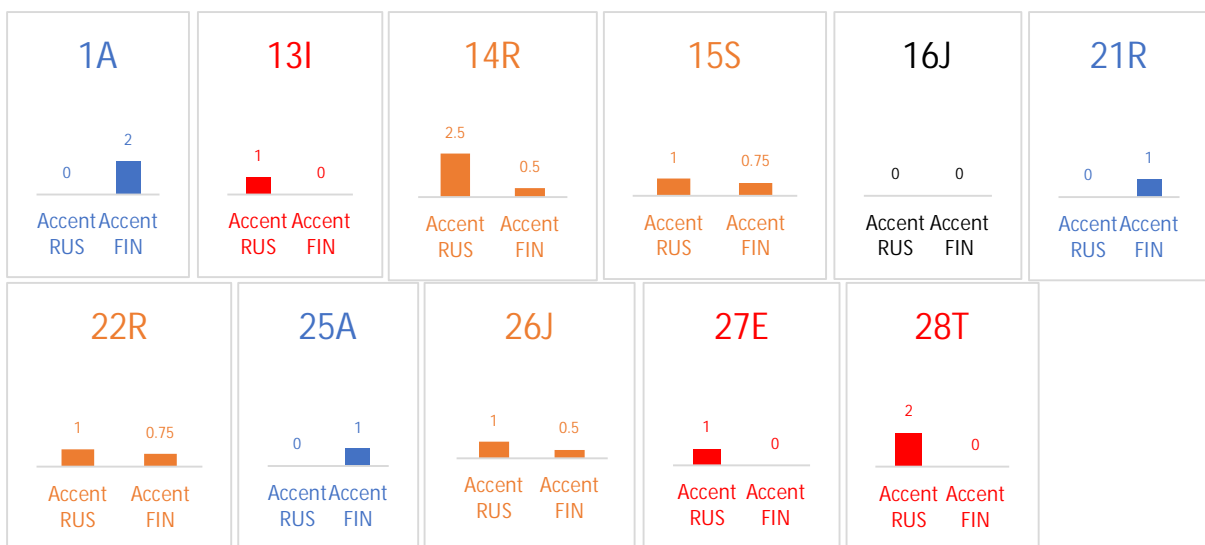 1A
2
0
Accent Accent
RUS FIN
13I
1 0
Accent Accent
RUS FIN
14R
2.5
0.5
Accent Accent
RUS FIN
15S
1 0.75
Accent Accent
RUS FIN
16J
0 0
Accent Accent
RUS FIN
21R
0 1
Accent Accent
RUS FIN
22R
1 0.75
Accent Accent
RUS FIN
25A
0 1
Accent Accent
RUS FIN
26J
1 0.5
Accent Accent
RUS FIN
27E
1 0
Accent Accent
RUS FIN
28T
2
0
Accent Accent
RUS FIN